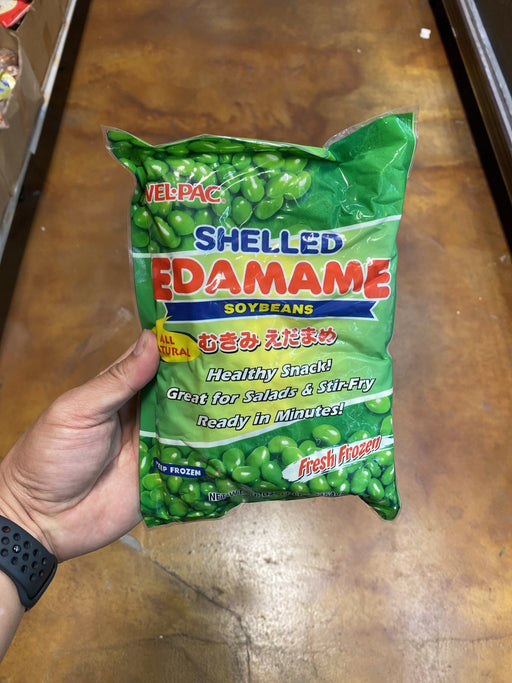 WEL·PAC
SHELLED
EDAMAME
SOYBEANS
ALL
むきみ えだまめ
Healthy Snack!
Great for Salads & Stir-Fry
Ready in Minutes!
Fresh Frozen
FROZEN
NET